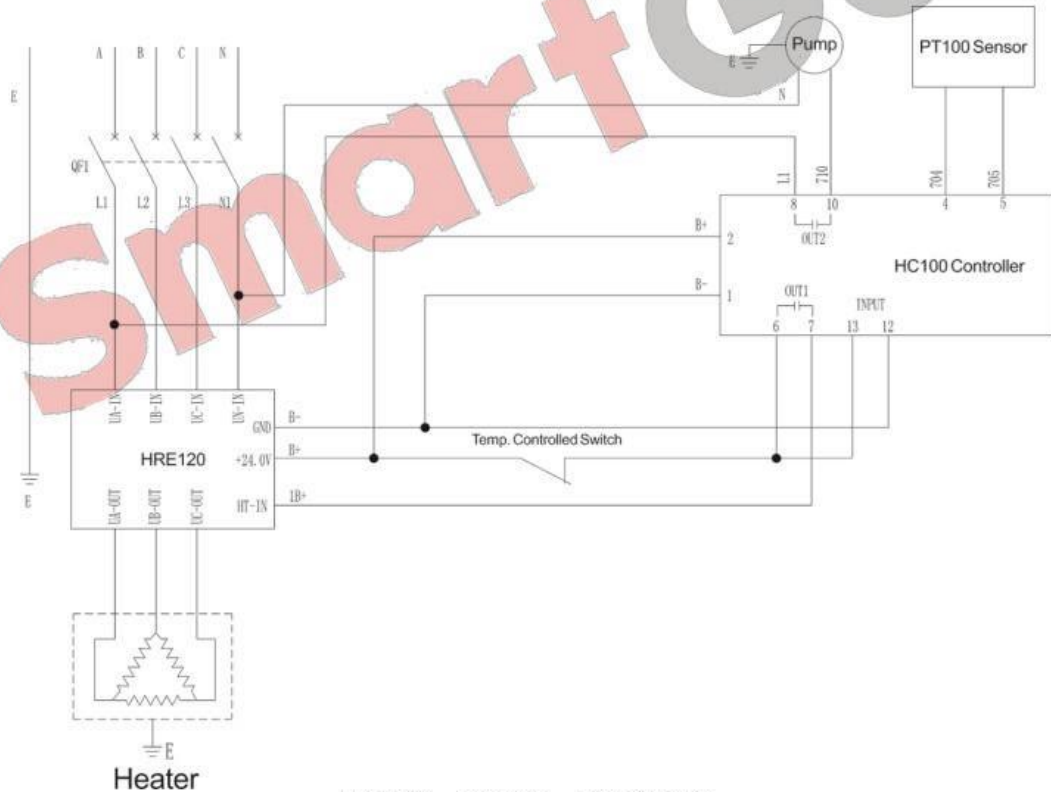 SmartG
A B C N
Pump
PT100 Sensor
E
E
N
QF1
L1 L2 L3 N1
L1 710 704 705
8 10 4 5
OUT2
B+
2
HC100 Controller
B-
1
OUT1
INPUT
6 7 13 12
UA-IN UB-IN UC-IN UN-IN
GND
B-
Temp. Controlled Switch
HRE120
+24.0V
B+
E
UA-OUT UB-OUT UC-OUT
HT-IN
1B+
E
Heater